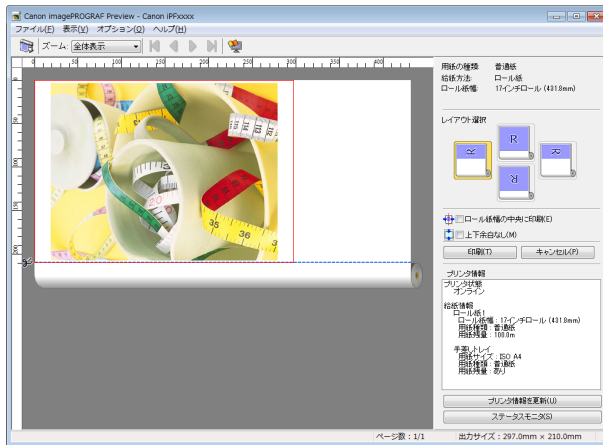 Canon imagePROGRAF Preview - Canon iPFxxxx
ファイル(F) 表示(V) オプション(O) ヘルプ(H)
ズーム: 全体表示
0 50 100 150 200 250 300 350 400
用紙の種類: 普通紙
給紙方法: ロール紙
ロール紙幅: 17インチロール (431.8mm)
レイアウト選択
R
R R
R
ロール紙幅の中央に印刷(E)
上下余白なし(M)
印刷(T) キャンセル(P)
プリンタ情報
プリンタ状態
オンライン
給紙情報
ロール紙1
ロール紙幅 : 17インチロール (431.8mm)
用紙種類 : 普通紙
用紙残量 : 100.0m
手差しトレイ
用紙サイズ : ISO A4
用紙種類 : 普通紙
用紙残量 : あり
プリンタ情報を更新(U)
ステータスモニタ(S)
ページ数 : 1/1 出力サイズ : 297.0mm × 210.0mm